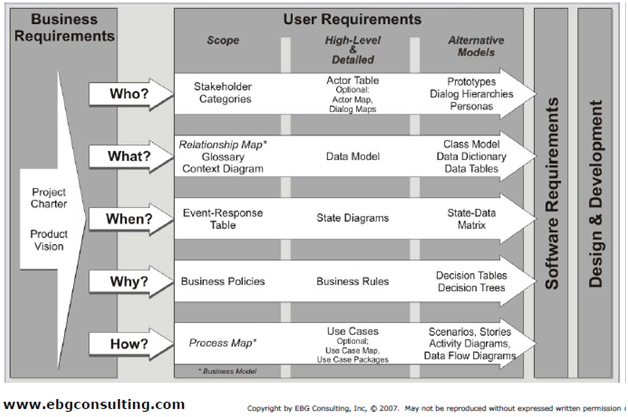 Business
Requirements
User Requirements
Scope
High-Level
&
Detailed
Alternative
Models
Project
Charter
Product
Vision
Who?
Stakeholder
Categories
Actor Table
Optional:
Actor Map,
Dialog Maps
Prototypes
Dialog Hierarchies
Personas
What?
Relationship Map*
Glossary
Context Diagram
Data Model
Class Model
Data Dictionary
Data Tables
When?
Event-Response
Table
State Diagrams
State-Data
Matrix
Why?
Business Policies
Business Rules
Decision Tables
Decision Trees
How?
Process Map*
Use Cases
Optional;
Use Case Map,
Use Case Packages
Scenarios, Stories
Activity Diagrams,
Data Flow Diagrams
* Business Model
Software Requirements
Design & Development
www.ebgconsulting.com
Copyright by EBG Consulting, Inc, © 2007. May not be reproduced without expressed written permission